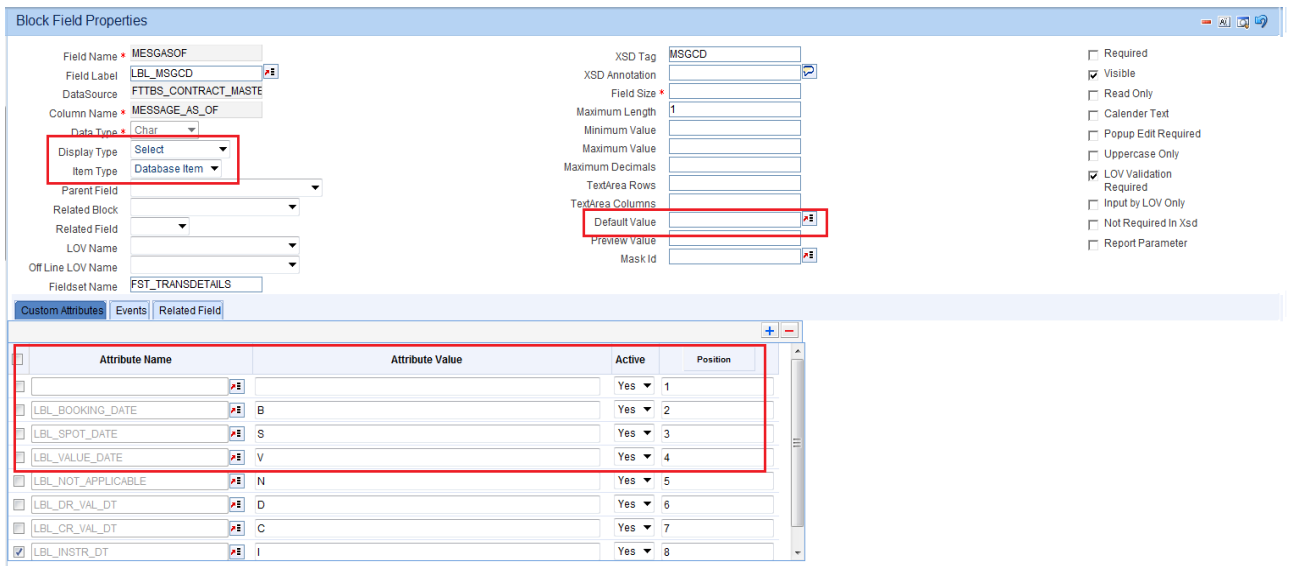 Block Field Properties
Field Name * MESGASOF
Field Label LBL_MSGCD
DataSource FTTBS_CONTRACT_MASTE
Column Name * MESSAGE_AS_OF
Data Type * Char
Display Type Select
Item Type Database Item
Parent Field
Related Block
Related Field
LOV Name
Off Line LOV Name
Fieldset Name FST_TRANSDETAILS
XSD Tag MSGCD
XSD Annotation
Field Size *
Maximum Length 1
Minimum Value
Maximum Value
Maximum Decimals
TextArea Rows
TextArea Columns
Default Value
Preview Value
Mask Id
Required
Visible
Read Only
Calender Text
Popup Edit Required
Uppercase Only
LOV Validation
Required
Input by LOV Only
Not Required In Xsd
Report Parameter
Custom Attributes Events Related Field
Attribute Name Attribute Value Active Position
Yes 1
LBL_BOOKING_DATE B Yes 2
LBL_SPOT_DATE S Yes 3
LBL_VALUE_DATE V Yes 4
LBL_NOT_APPLICABLE N Yes 5
LBL_DR_VAL_DT D Yes 6
LBL_CR_VAL_DT C Yes 7
LBL_INSTR_DT I Yes 8